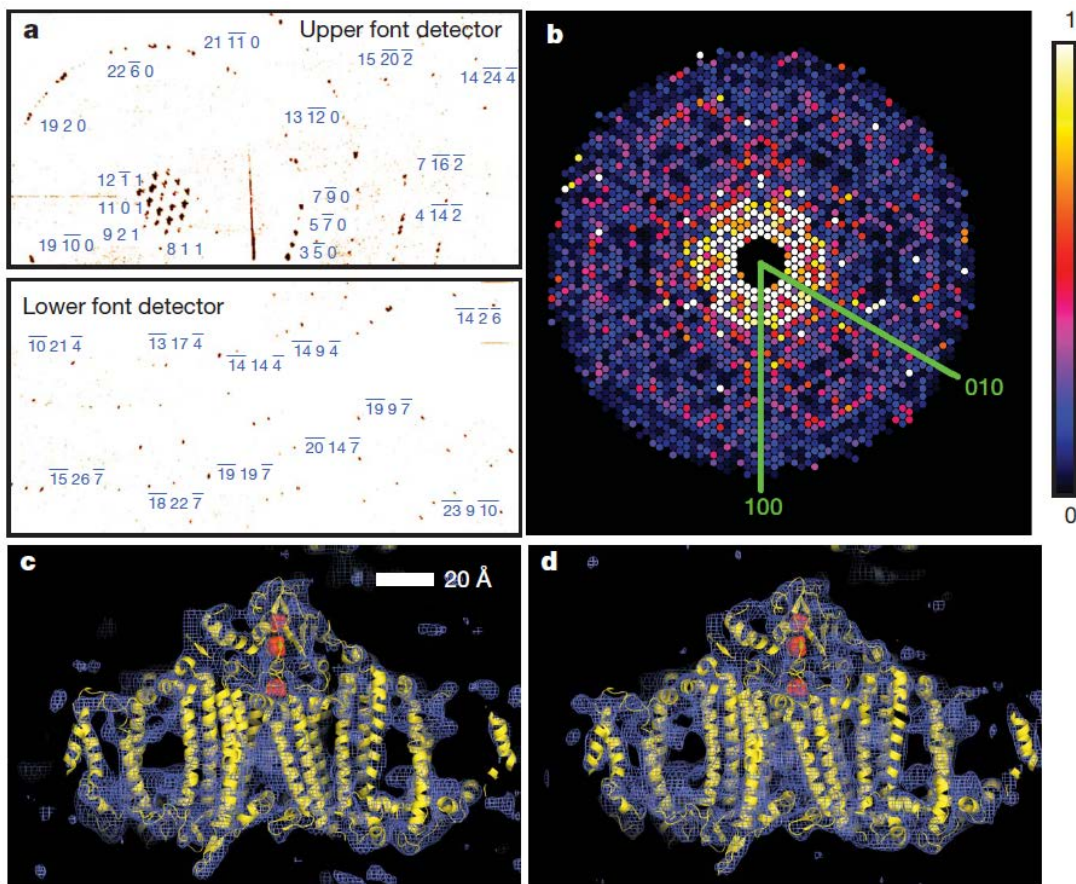 a
Upper font detector
21 1̅1̅ 0
22 6̅ 0
15 2̅0̅ 2̅
14 2̅4̅ 4̅
19 2 0
13 1̅2̅ 0
12 1̅ 1
11 0 1
9 2 1
8 1 1
19 1̅0̅ 0
7 1̅6̅ 2̅
7 9̅ 0
5 7̅ 0
3 5̅ 0
4 1̅4̅ 2̅
Lower font detector
1̅0̅ 21 4̅
1̅3̅ 17 4̅
1̅4̅ 14 4̅
1̅4̅ 9 4̅
1̅4̅ 2 6̅
1̅9̅ 9 7̅
2̅0̅ 14 7̅
1̅9̅ 19 7̅
1̅5̅ 26 7̅
1̅8̅ 22 7̅
2̅3̅ 9 1̅0̅
b
010
100
1
0
c
20 Å
d